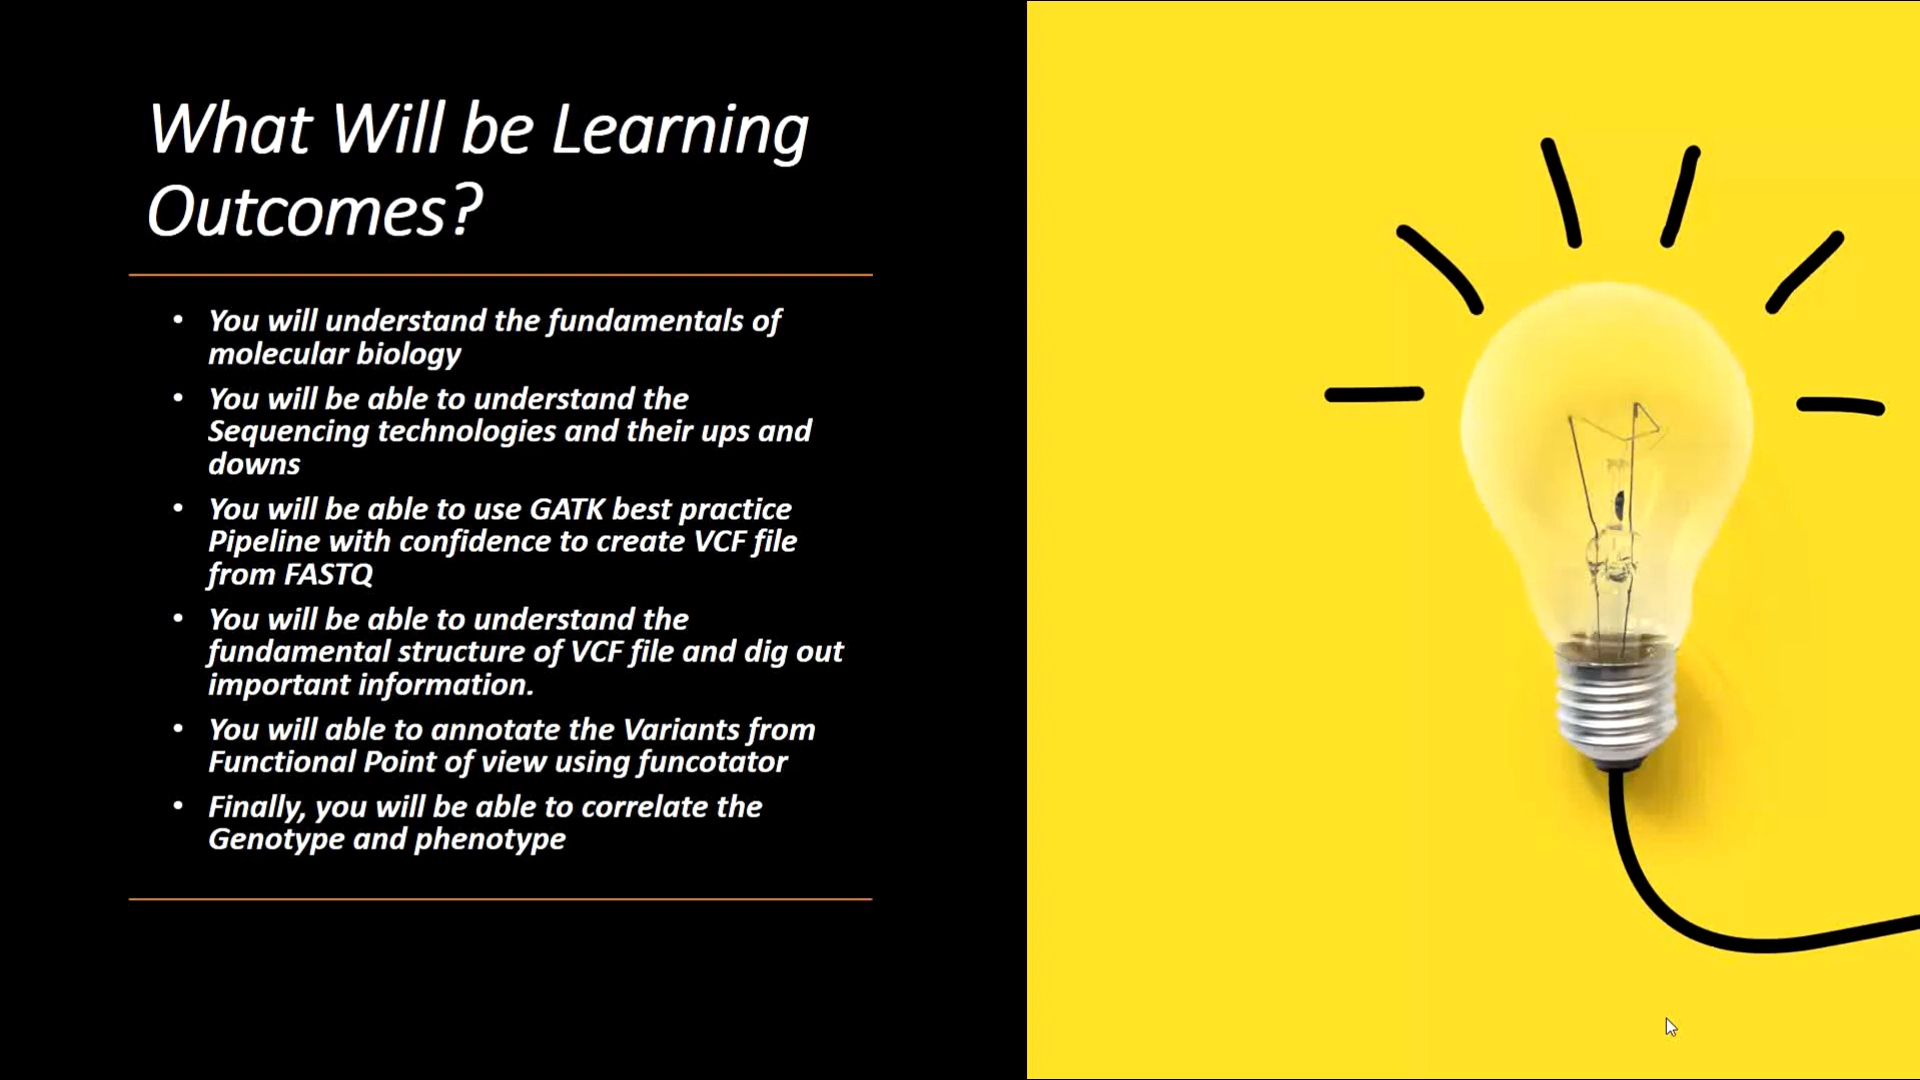 What Will be Learning
Outcomes?
• You will understand the fundamentals of
molecular biology
• You will be able to understand the
Sequencing technologies and their ups and
downs
• You will be able to use GATK best practice
Pipeline with confidence to create VCF file
from FASTQ
• You will be able to understand the
fundamental structure of VCF file and dig out
important information.
• You will able to annotate the Variants from
Functional Point of view using funcotator
• Finally, you will be able to correlate the
Genotype and phenotype